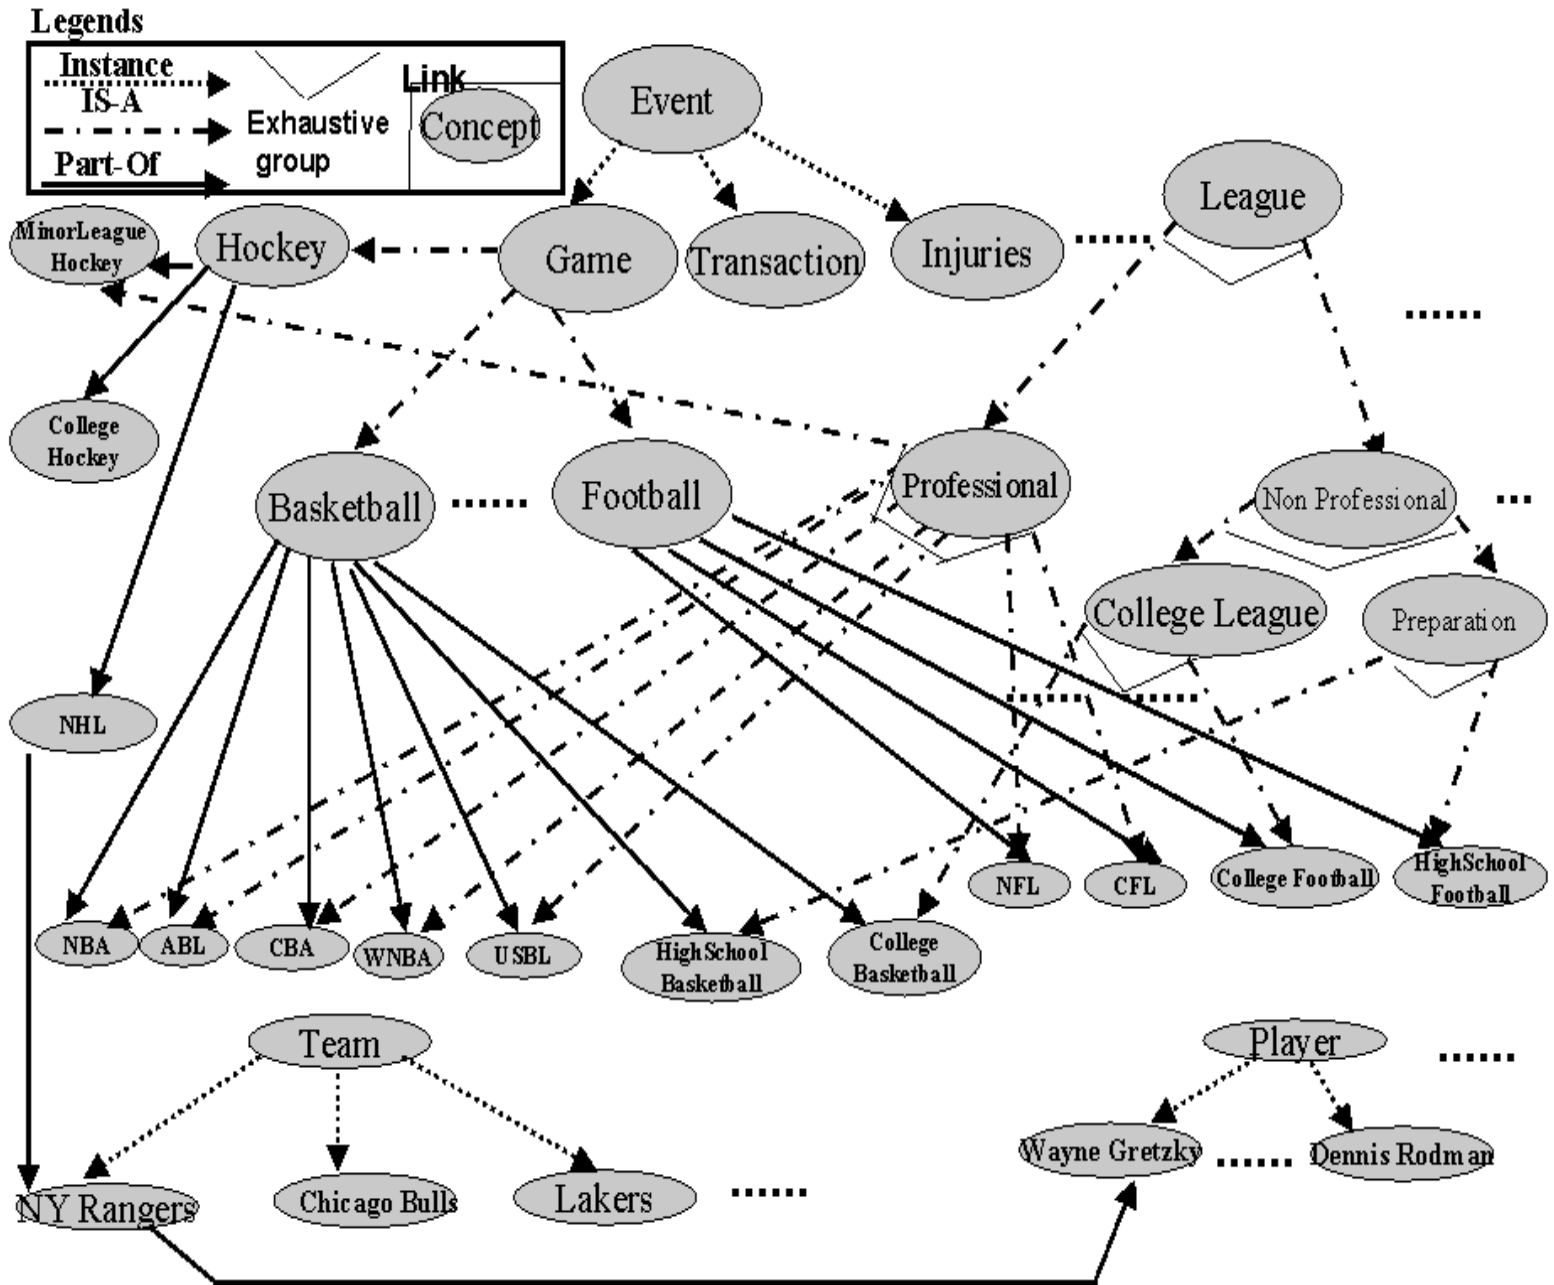 Legends
Instance
IS-A
Part-Of
Exhaustive
group
Link
Concept
Event
League
MinorLeague
Hockey
Hockey
Game
Transaction
Injuries
College
Hockey
Basketball
Football
Professional
Non Professional
College League
Preparation
NHL
NFL
CFL
College Football
HighSchool
Football
NBA
ABL
CBA
WNBA
USBL
HighSchool
Basketball
College
Basketball
Team
Player
Wayne Gretzky
Dennis Rodman
NY Rangers
Chicago Bulls
Lakers